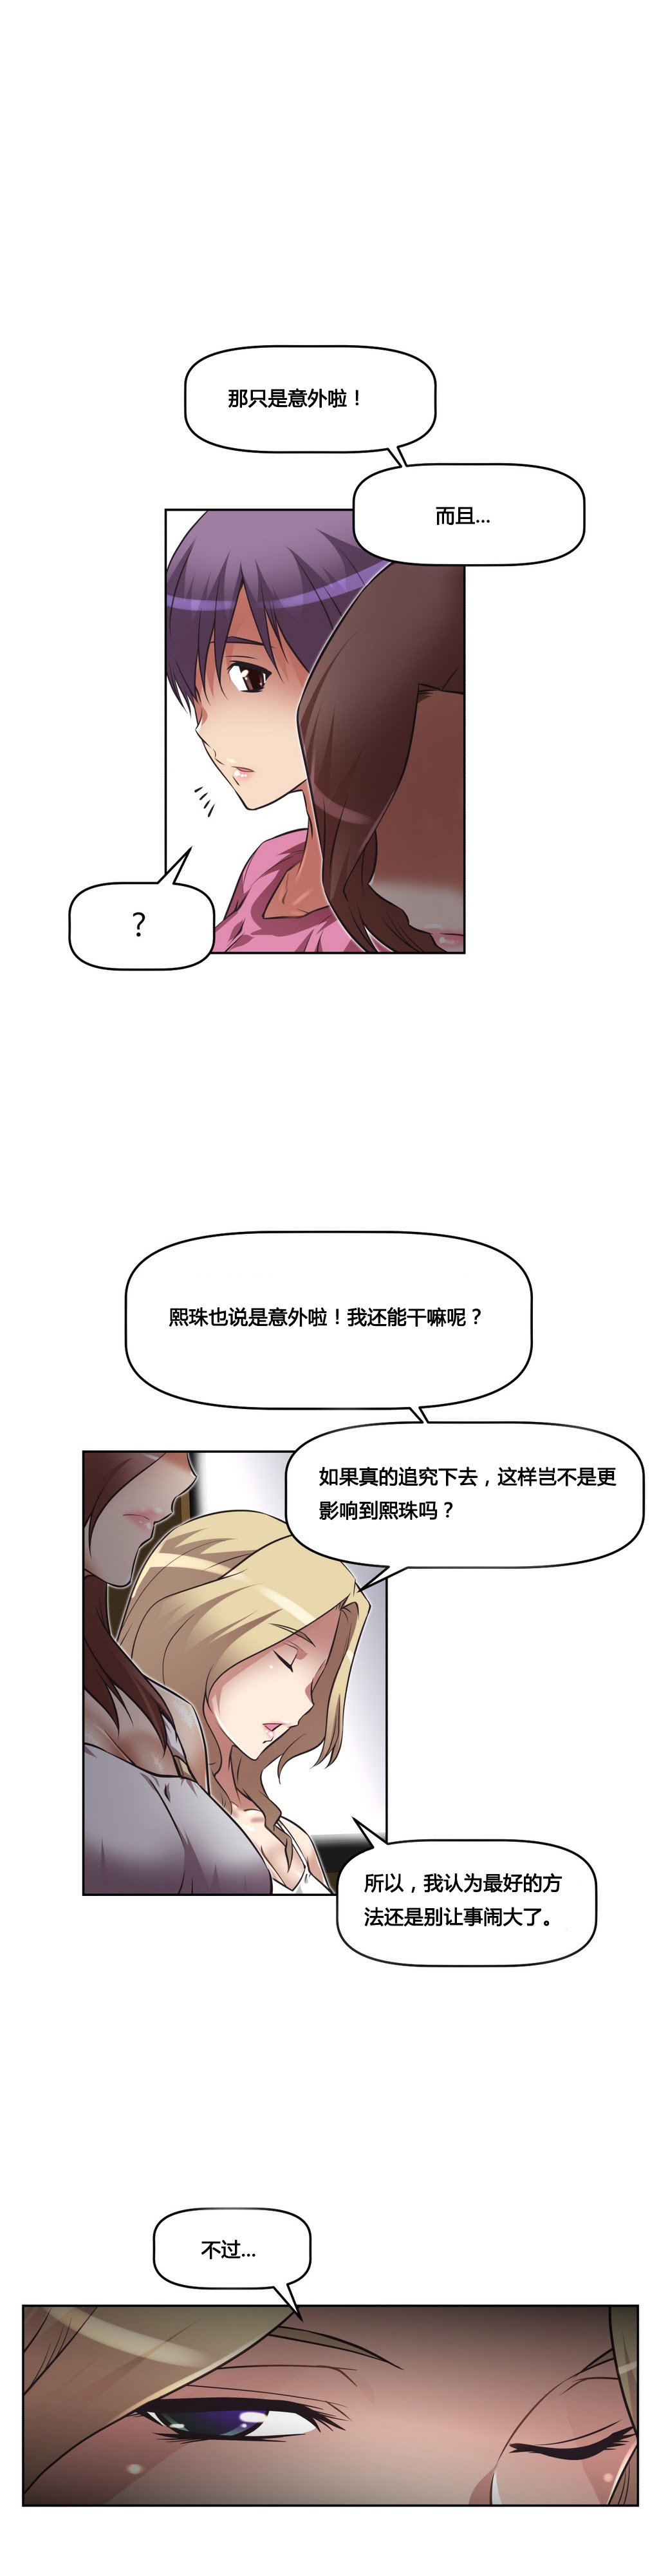 那只是意外啦！
而且...
？
熙珠也说是意外啦！我还能干嘛呢？
如果真的追究下去，这样岂不是更
影响到熙珠吗？
所以，我认为最好的方
法还是别让事闹大了。
不过...